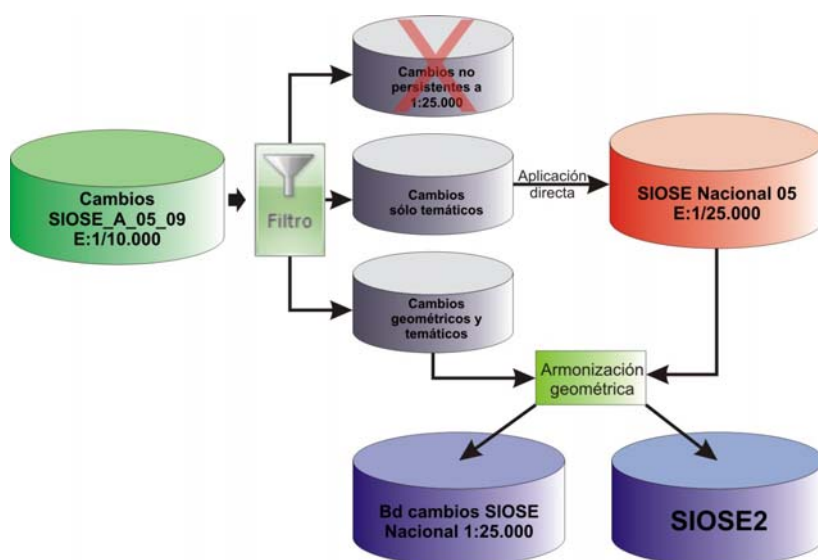 Cambios no
persistentes a
1:25.000
Cambios
SIOSE_A_05_09
E:1/10.000
Filtro
Cambios
sólo temáticos
Aplicación
directa
SIOSE Nacional 05
E:1/25.000
Cambios
geométricos y
temáticos
Armonización
geométrica
Bd cambios SIOSE
Nacional 1:25.000
SIOSE2